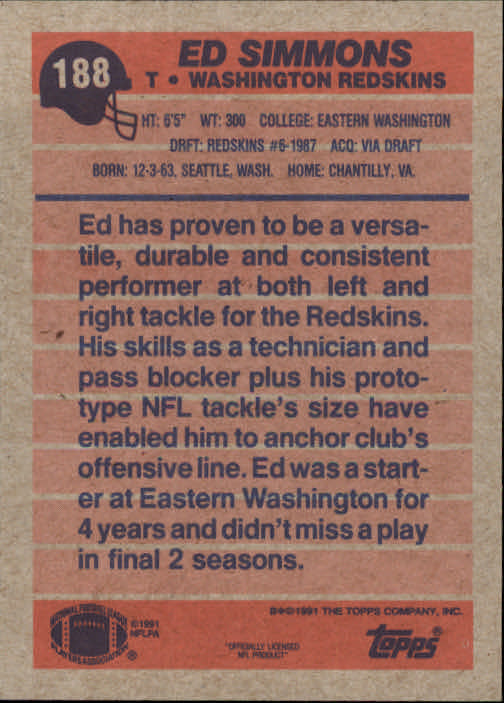 188
ED SIMMONS
T • WASHINGTON REDSKINS
HT: 6'5" WT: 300 COLLEGE: EASTERN WASHINGTON
DRFT: REDSKINS #6-1987 ACQ: VIA DRAFT
BORN: 12-3-63, SEATTLE, WASH. HOME: CHANTILLY, VA.
Ed has proven to be a versa-
tile, durable and consistent
performer at both left and
right tackle for the Redskins.
His skills as a technician and
pass blocker plus his proto-
type NFL tackle's size have
enabled him to anchor club's
offensive line. Ed was a start-
er at Eastern Washington for
4 years and didn't miss a play
in final 2 seasons.
NATIONAL FOOTBALL LEAGUE
PLAYERS ASSOCIATION
©1991
NFLPA
©1991 THE TOPPS COMPANY, INC.
"OFFICIALLY LICENSED
NFL PRODUCT"
topps®